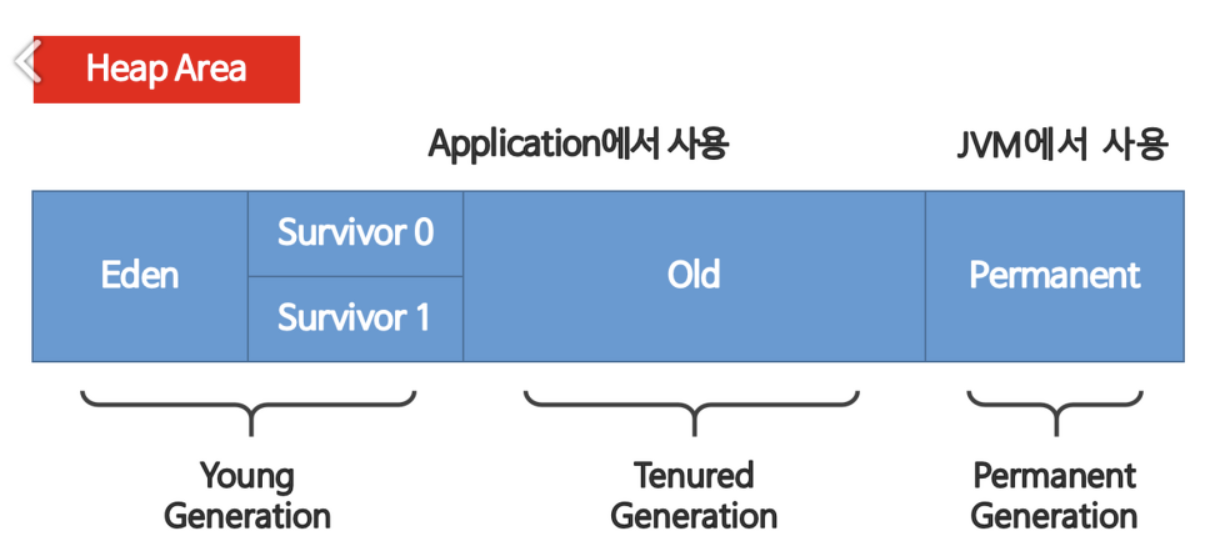 Heap Area
Application에서 사용
JVM에서 사용
Eden
Survivor 0
Survivor 1
Old
Permanent
Young
Generation
Tenured
Generation
Permanent
Generation